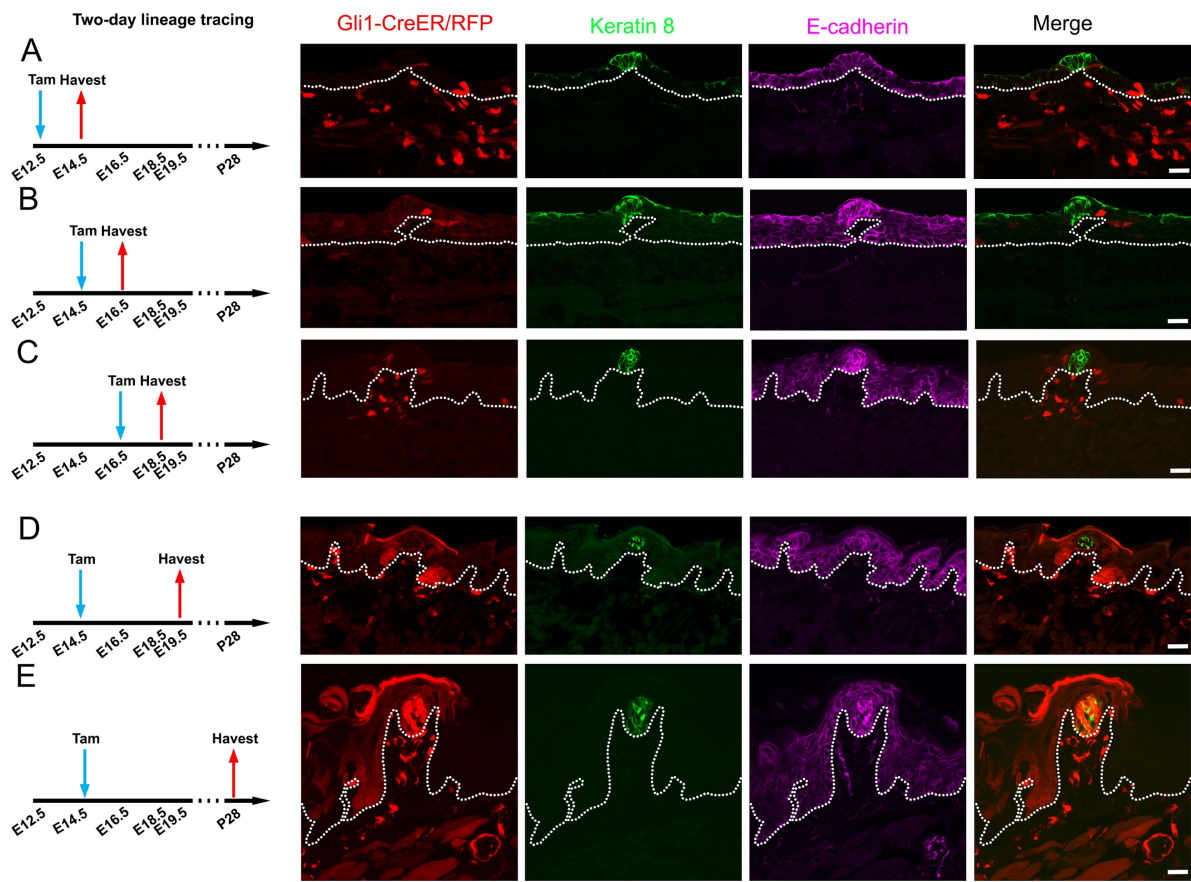 Two-day lineage tracing
Gli1-CreER/RFP
Keratin 8
E-cadherin
Merge
A
Tam Havest
E12.5 E14.5 E16.5 E18.5 E19.5 P28
B
Tam Havest
E12.5 E14.5 E16.5 E18.5 E19.5 P28
C
Tam Havest
E12.5 E14.5 E16.5 E18.5 E19.5 P28
D
Tam Havest
E12.5 E14.5 E16.5 E18.5 E19.5 P28
E
Tam Havest
E12.5 E14.5 E16.5 E18.5 E19.5 P28